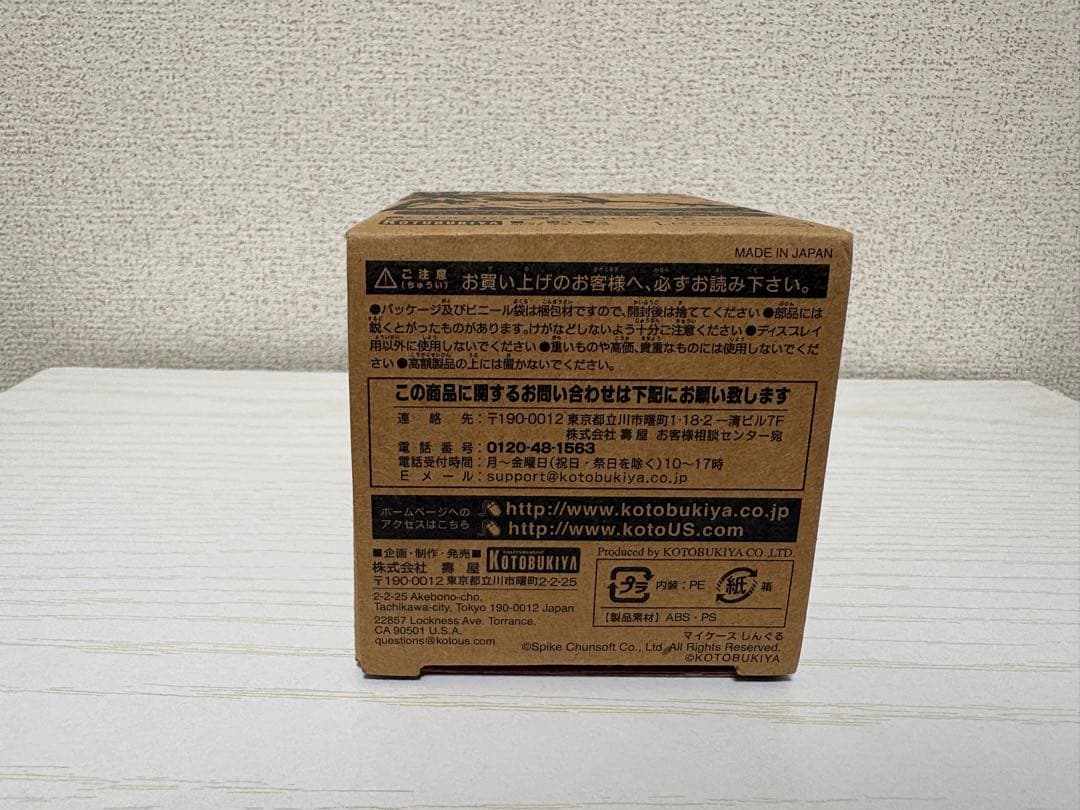 KOTOBUKIYA
MADE IN JAPAN
ご注意
(ちゅうい)
お買い上げのお客様へ、必ずお読み下さい。
●パッケージ及びビニール袋は梱包材ですので、開封後は捨ててください●部品には
鋭くとがったものがあります。けがなどしないよう十分ご注意ください●ディスプレイ
用以外に使用しないでください●重いものや高価、貴重なものには使用しないでくだ
さい●高額製品の上には置かないでください。
この商品に関するお問い合わせは下記にお願い致します
連絡先:〒190-0012 東京都立川市曙町1-18-2 一清ビル7F
株式会社 壽屋 お客様相談センター宛
電話番号:0120-48-1563
電話受付時間:月〜金曜日(祝日・祭日を除く)10〜17時
Eメール:support@kotobukiya.co.jp
ホームページへの
アクセスはこちら
http://www.kotobukiya.co.jp
http://www.kotoUS.com
■企画・制作・発売■
KOTOBUKIYA
株式会社 壽屋
〒190-0012 東京都立川市曙町2-2-25
2-2-25 Akebono-cho,
Tachikawa-city, Tokyo 190-0012 Japan
22857 Lockness Ave. Torrance,
CA 90501 U.S.A.
questions@kotous.com
Produced by KOTOBUKIYA CO.,LTD.
プラ 内装:PE 紙 箱
【製品素材】ABS・PS
マイケース しんぐる
©Spike Chunsoft Co., Ltd. All Rights Reserved.
©KOTOBUKIYA